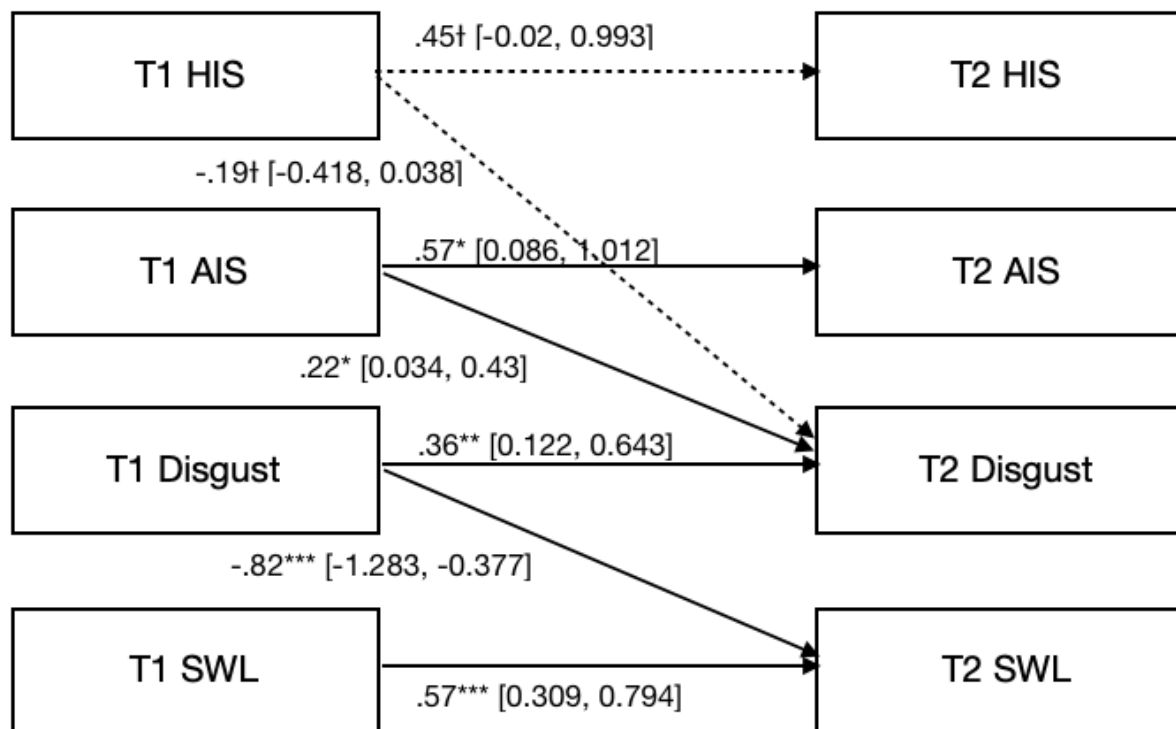 .45ƚ [-0.02, 0.993]
T1 HIS
T2 HIS
-.19ƚ [-0.418, 0.038]
.57* [0.086, 1.012]
T1 AIS
T2 AIS
.22* [0.034, 0.43]
.36** [0.122, 0.643]
T1 Disgust
T2 Disgust
-.82*** [-1.283, -0.377]
T1 SWL
T2 SWL
.57*** [0.309, 0.794]